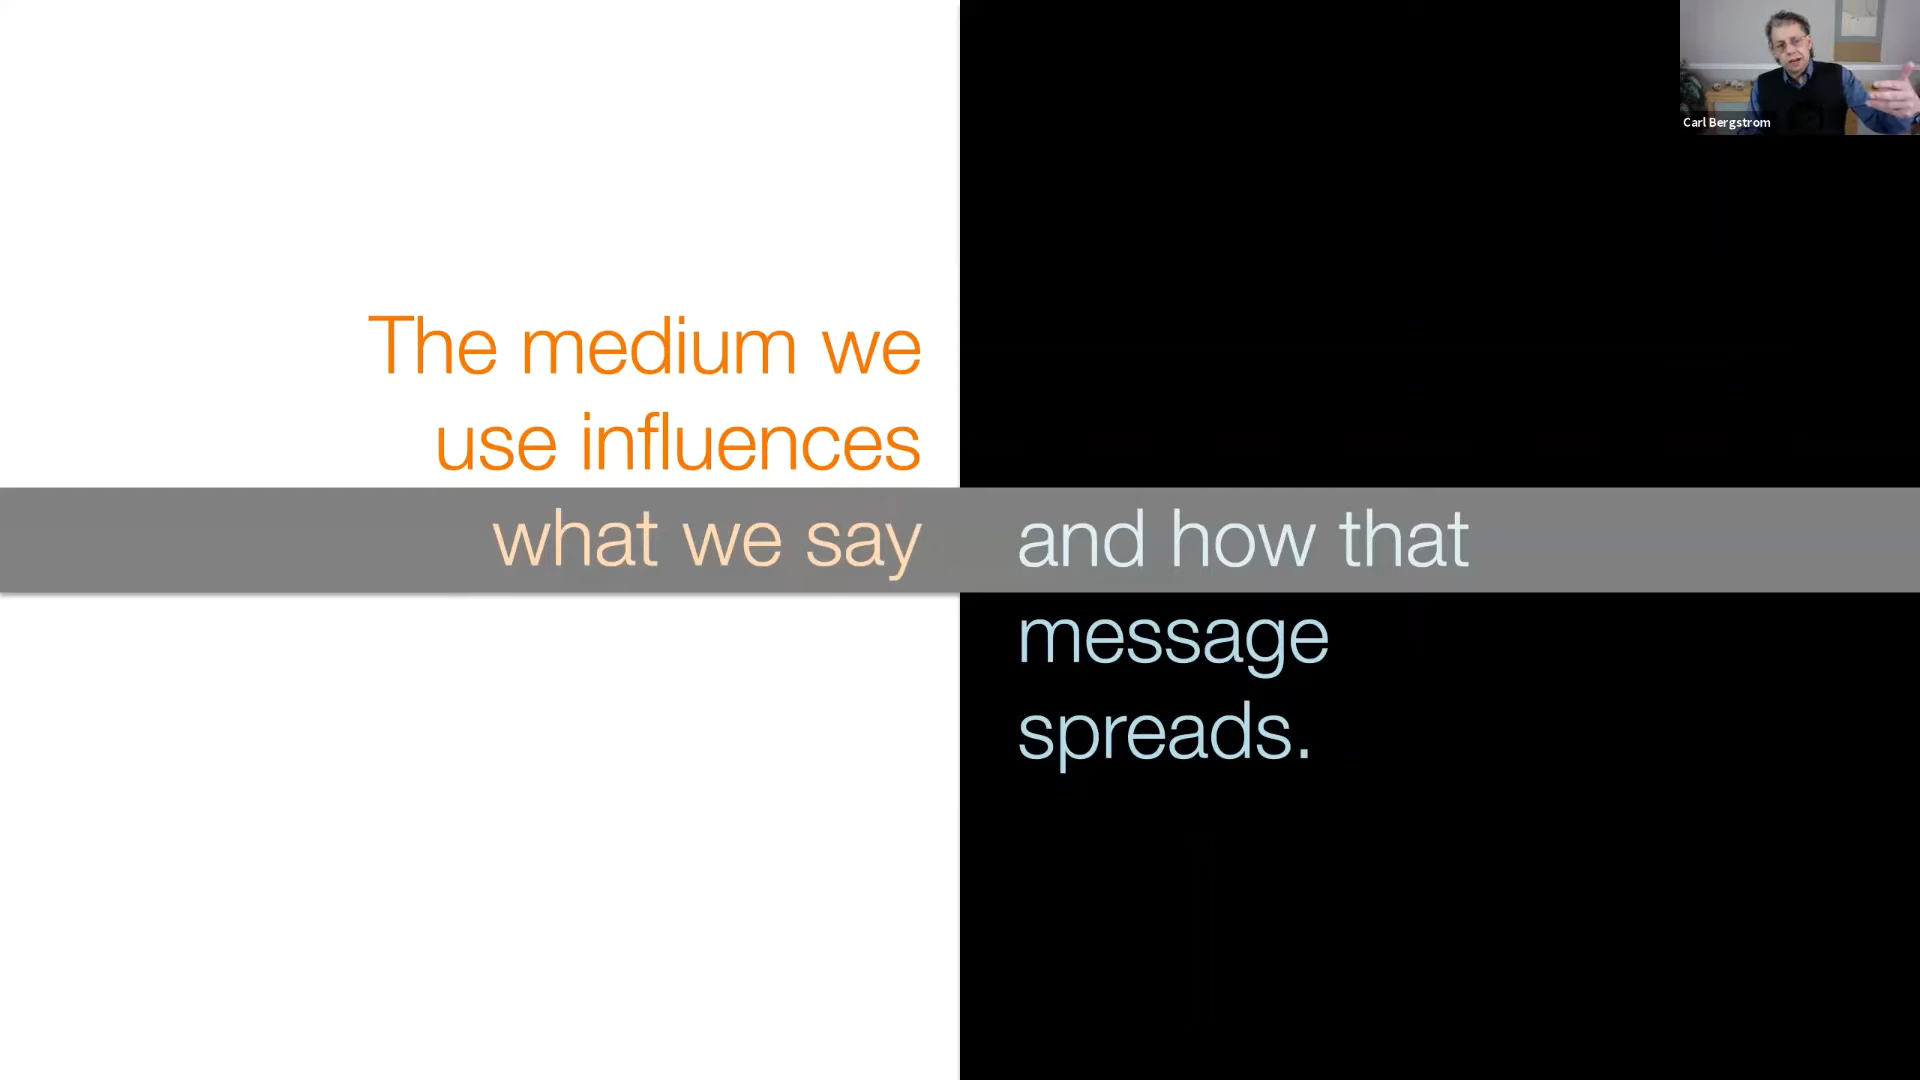 The medium we
use influences
what we say
and how that
message
spreads.
Carl Bergstrom